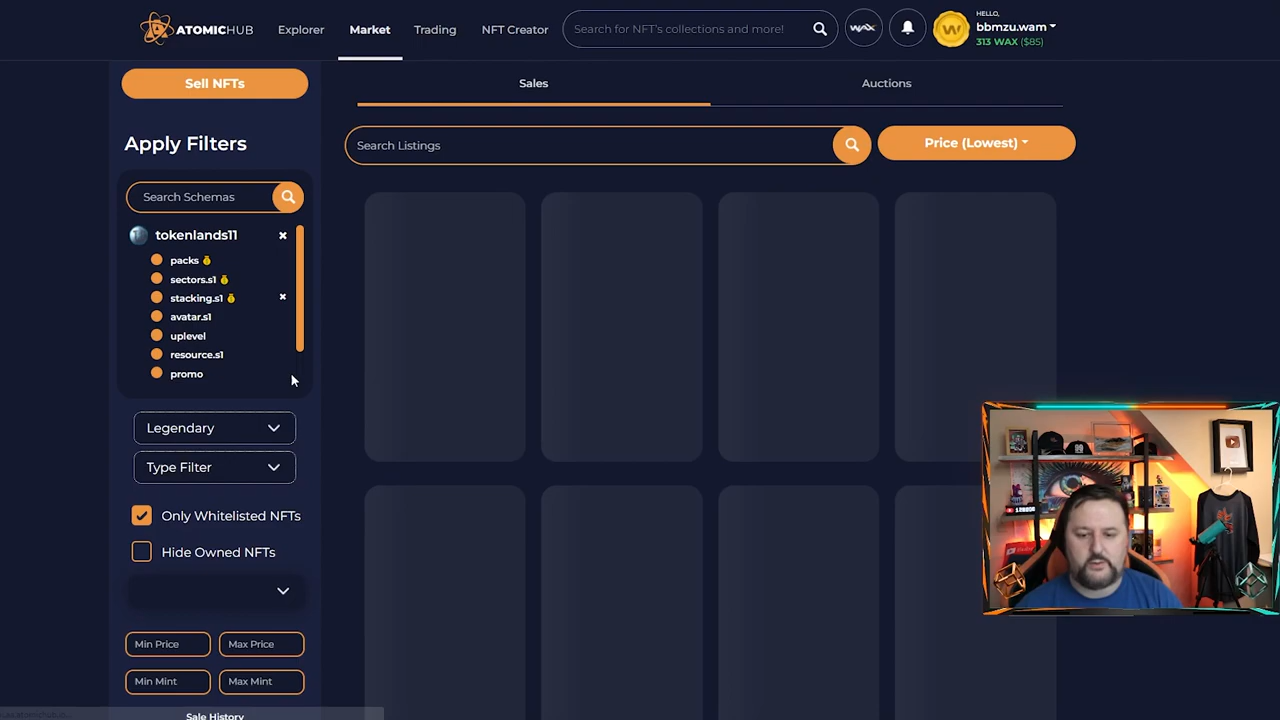 ATOMICHUB
Explorer
Market
Trading
NFT Creator
Search for NFT's collections and more!
WAX
HELLO,
bbmzu.wam
313 WAX ($85)
Sell NFTs
Sales
Auctions
Apply Filters
Search Listings
Price (Lowest)
Search Schemas
tokenlands11
packs
sectors.s1
stacking.s1
avatar.s1
uplevel
resource.s1
promo
Legendary
Type Filter
Only Whitelisted NFTs
Hide Owned NFTs
Min Price
Max Price
Min Mint
Max Mint
Sale History